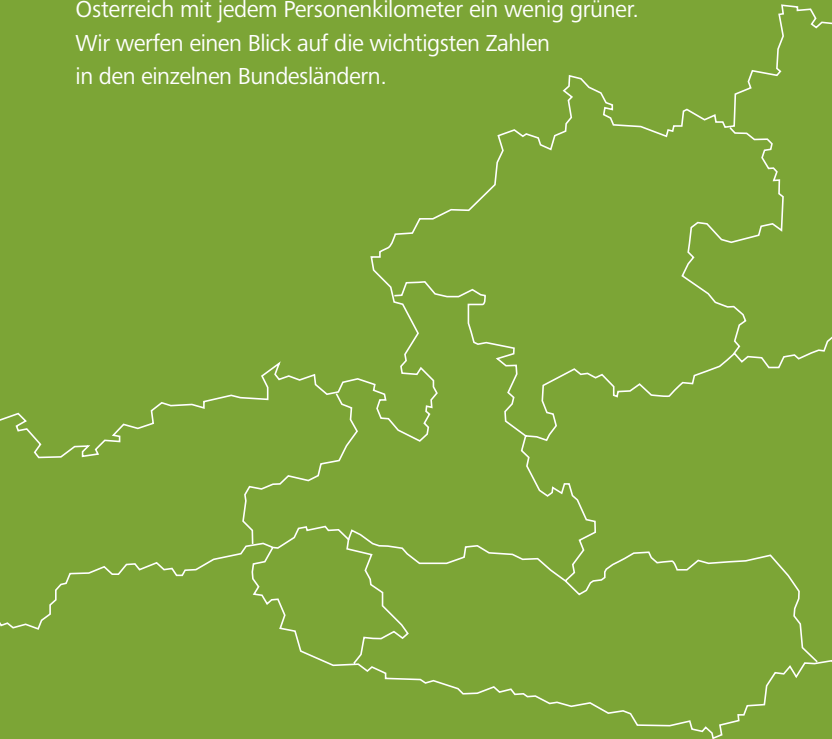 Österreich mit jedem Personenkilometer ein wenig grüner.
Wir werfen einen Blick auf die wichtigsten Zahlen
in den einzelnen Bundesländern.